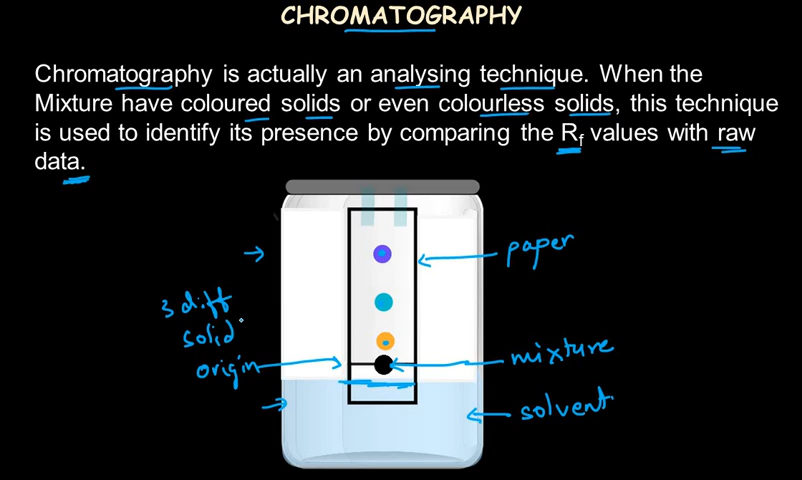 CHROMATOGRAPHY
Chromatography is actually an analysing technique. When the
Mixture have coloured solids or even colourless solids, this technique
is used to identify its presence by comparing the Rf values with raw
data.
paper
3 diff
solid
origin
mixture
solvent